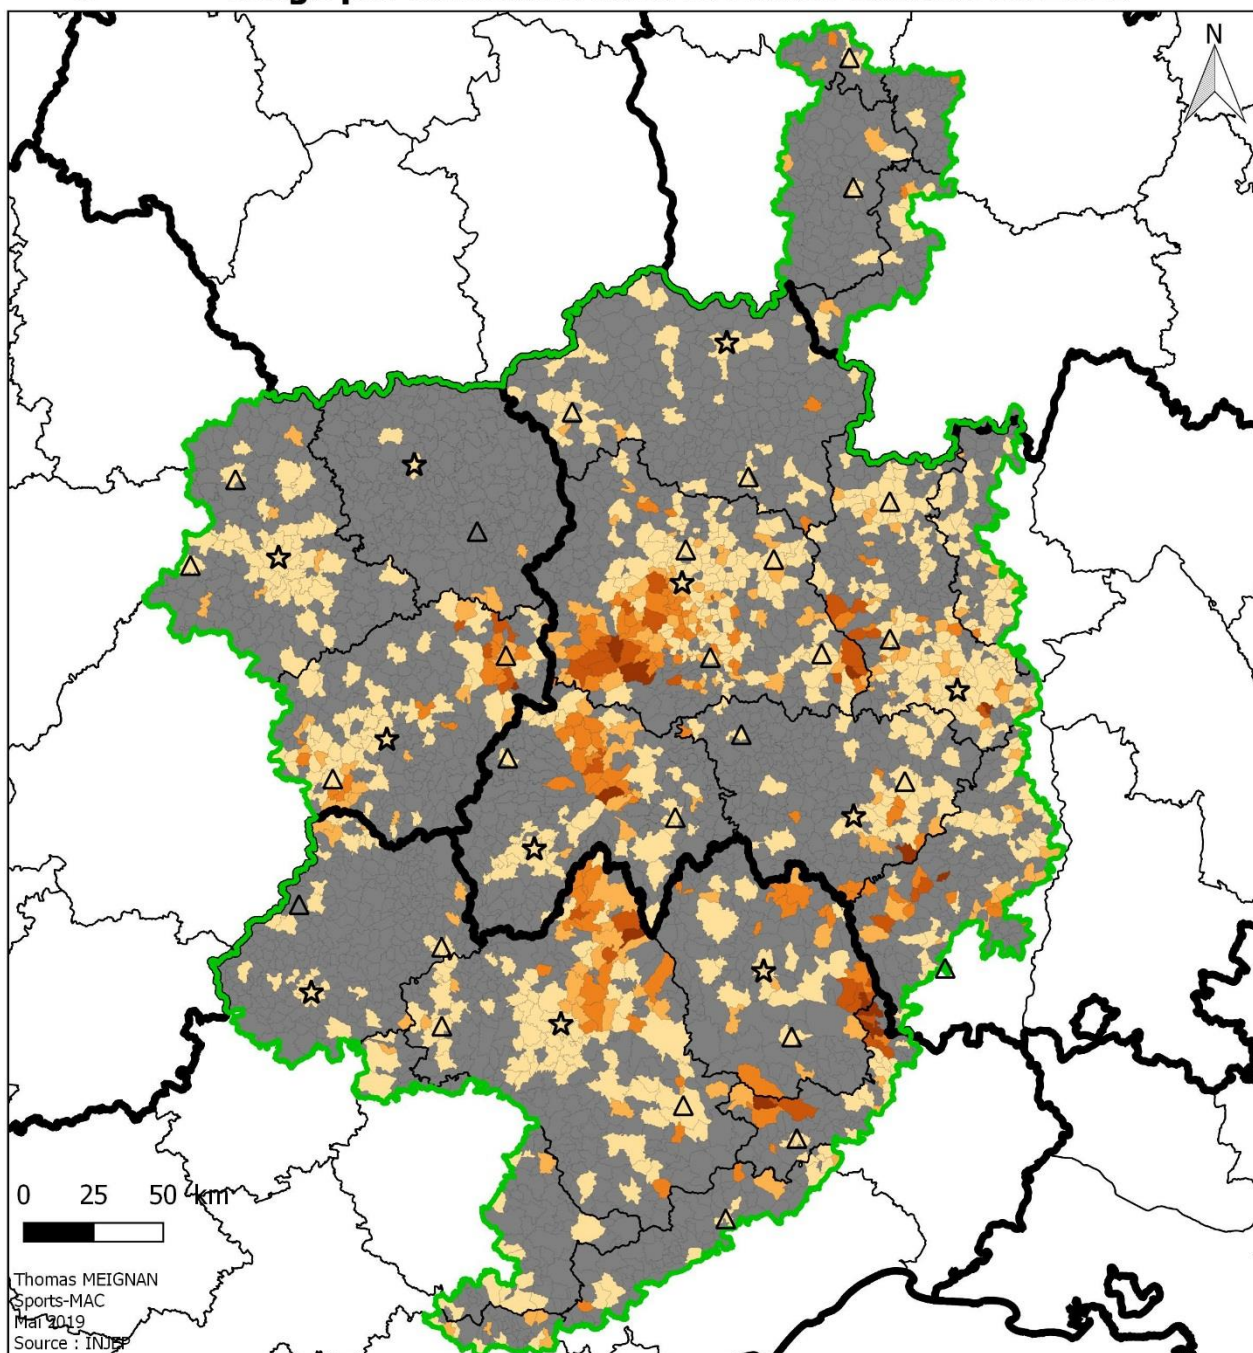 N
0 25 50 km
Thomas MEIGNAN
Sports-MAC
Mai 2019
Source : INJEP